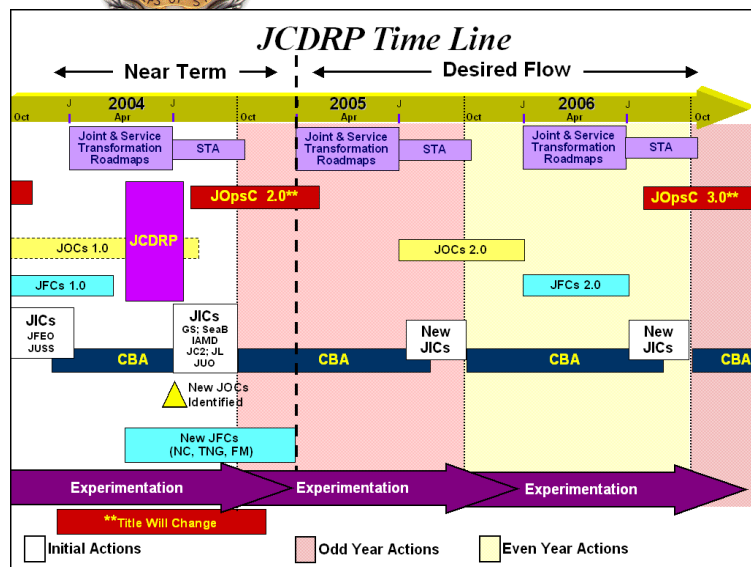 JCDRP Time Line
Near Term
Desired Flow
J 2004 J 2005 J 2006 J
Oct Apr Oct Apr Oct Apr Oct
Joint & Service
Transformation
Roadmaps
STA
Joint & Service
Transformation
Roadmaps
STA
Joint & Service
Transformation
Roadmaps
STA
JOpsC 2.0**
JOpsC 3.0**
JCDRP
JOCs 1.0
JOCs 2.0
JFCs 1.0
JFCs 2.0
JICs
JFEO
JUSS
JICs
GS; SeaB
IAMD
JC2; JL
JUO
New
JICs
New
JICs
CBA
CBA
CBA
CBA
New JOCs
Identified
New JFCs
(NC, TNG, FM)
Experimentation
Experimentation
Experimentation
**Title Will Change
Initial Actions
Odd Year Actions
Even Year Actions